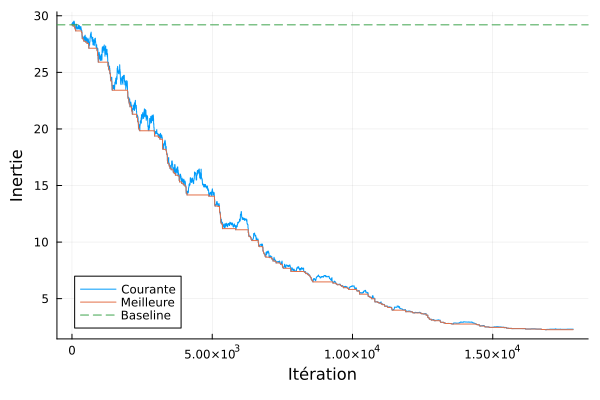 30
25
20
15
10
5
Inertie
Courante
Meilleure
Baseline
0
5.00×10³
1.00×10⁴
1.50×10⁴
Itération